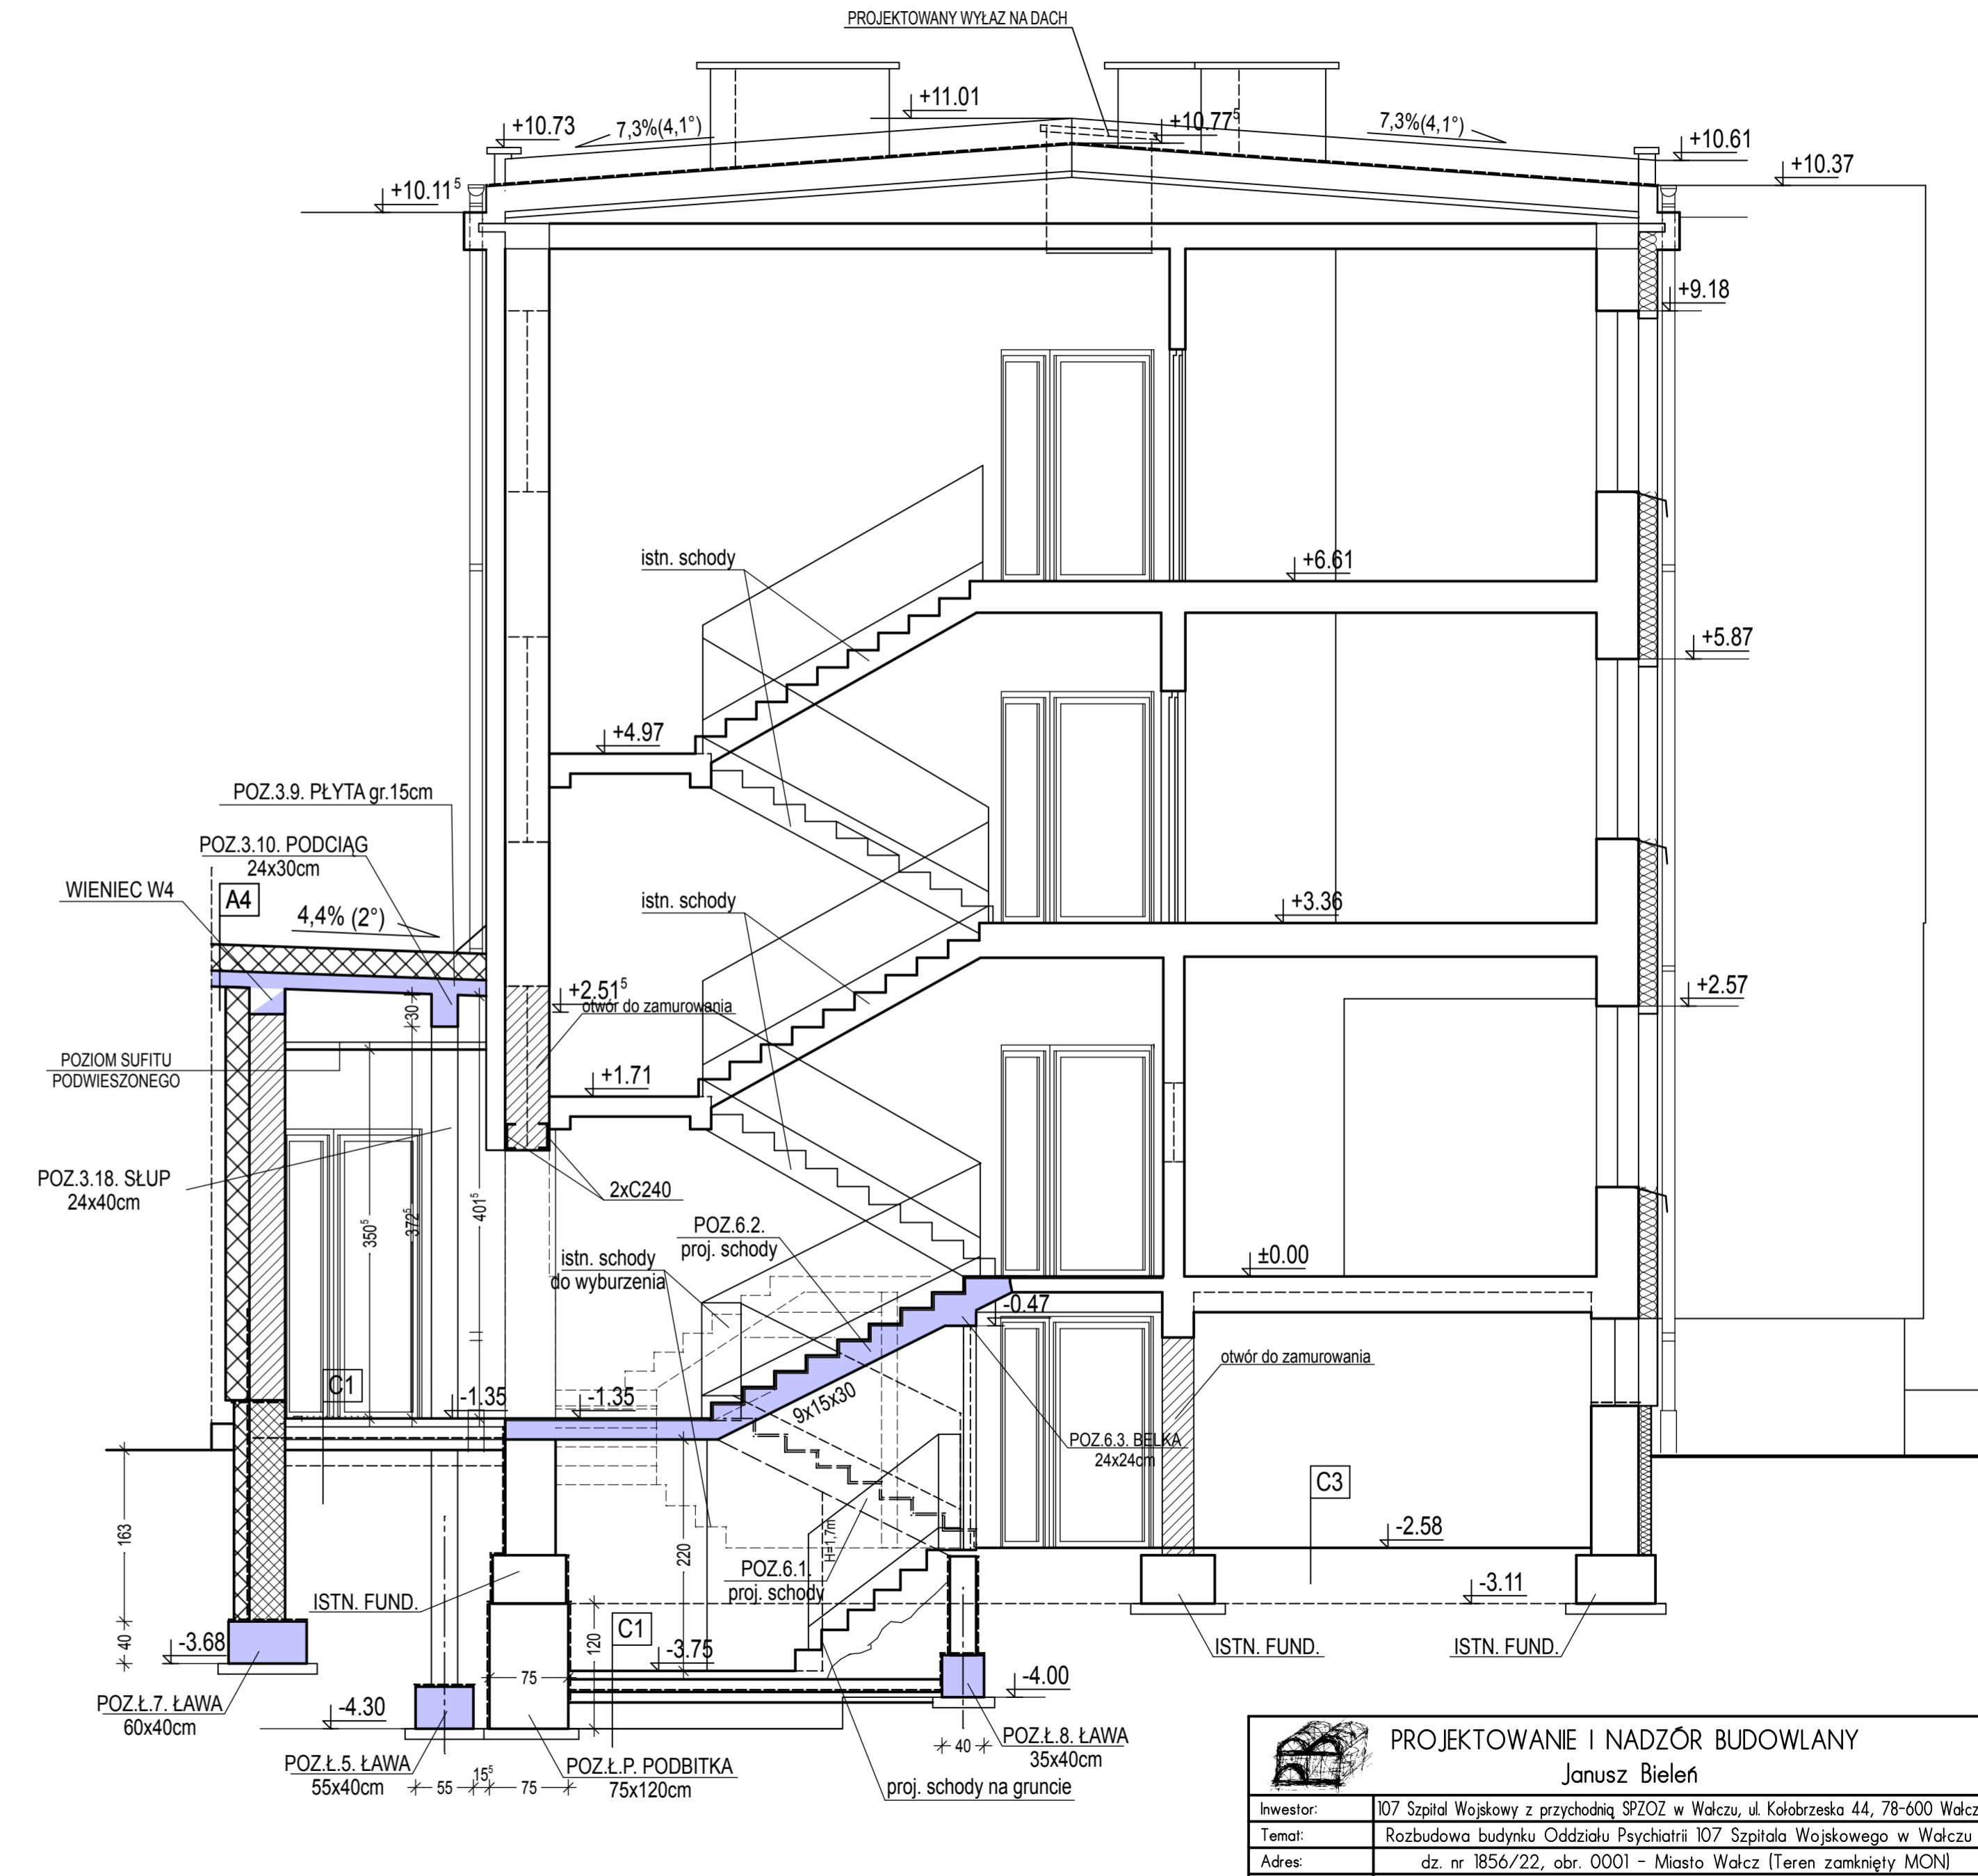 PROJEKTOWANY WYŁAZ NA DACH
+11.01
+10.73
7,3%(4,1°)
+10.77⁵
7,3%(4,1°)
+10.61
+10.37
+10.11⁵
+9.18
istn. schody
+6.61
+5.87
+4.97
POZ.3.9. PŁYTA gr.15cm
POZ.3.10. PODCIĄG
24x30cm
WIENIEC W4
A4
4,4% (2°)
istn. schody
+3.36
+2.57
+2.51⁵
otwór do zamurowania
30
POZIOM SUFITU
PODWIESZONEGO
+1.71
POZ.3.18. SŁUP
24x40cm
2xC240
350⁵
372⁵
401⁵
POZ.6.2.
proj. schody
istn. schody
do wyburzenia
±0.00
-0.47
otwór do zamurowania
C1
-1.35
-1.35
9x15x30
POZ.6.3. BELKA
24x24cm
C3
163
220
H=1,7m
-2.58
POZ.6.1.
proj. schody
ISTN. FUND.
-3.11
40
-3.68
120
C1
-3.75
75
ISTN. FUND.
ISTN. FUND.
-4.00
POZ.Ł.7. ŁAWA
60x40cm
-4.30
40
POZ.Ł.8. ŁAWA
35x40cm
POZ.Ł.5. ŁAWA
55x40cm
55
15⁵
75
POZ.Ł.P. PODBITKA
75x120cm
proj. schody na gruncie
PROJEKTOWANIE I NADZÓR BUDOWLANY
Janusz Bieleń
Inwestor: 107 Szpital Wojskowy z przychodnią SPZOZ w Wałczu, ul. Kołobrzeska 44, 78-600 Wałcz
Temat: Rozbudowa budynku Oddziału Psychiatrii 107 Szpitala Wojskowego w Wałczu
Adres: dz. nr 1856/22, obr. 0001 - Miasto Wałcz (Teren zamknięty MON)